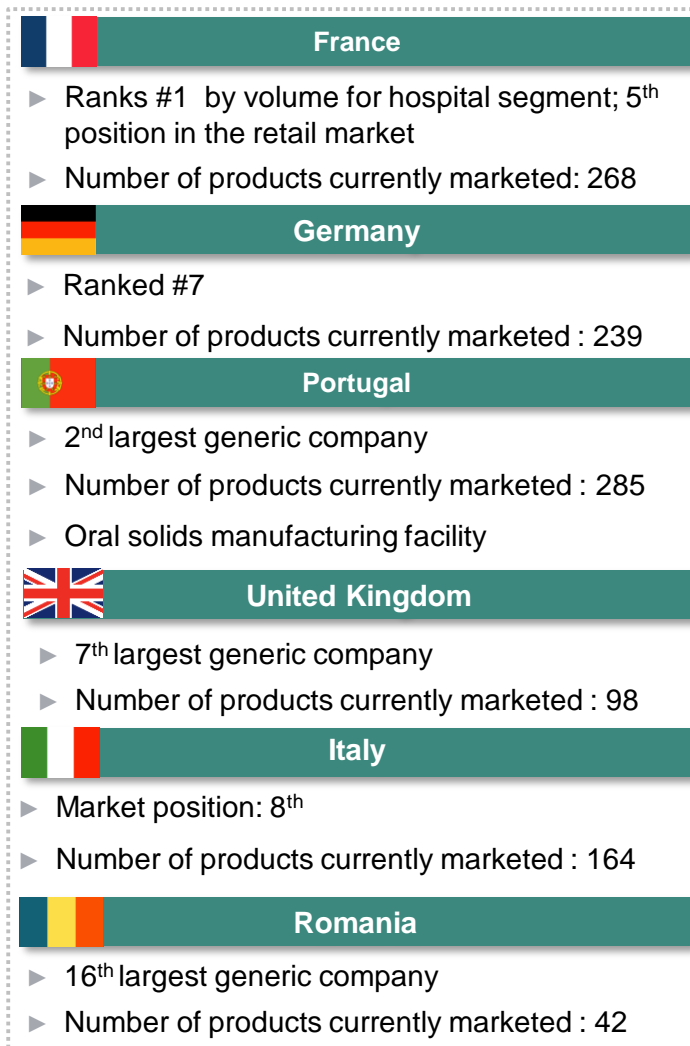 France
► Ranks #1 by volume for hospital segment; 5th
position in the retail market
► Number of products currently marketed: 268
Germany
► Ranked #7
► Number of products currently marketed : 239
Portugal
► 2nd largest generic company
► Number of products currently marketed : 285
► Oral solids manufacturing facility
United Kingdom
► 7th largest generic company
► Number of products currently marketed : 98
Italy
► Market position: 8th
► Number of products currently marketed : 164
Romania
► 16th largest generic company
► Number of products currently marketed : 42